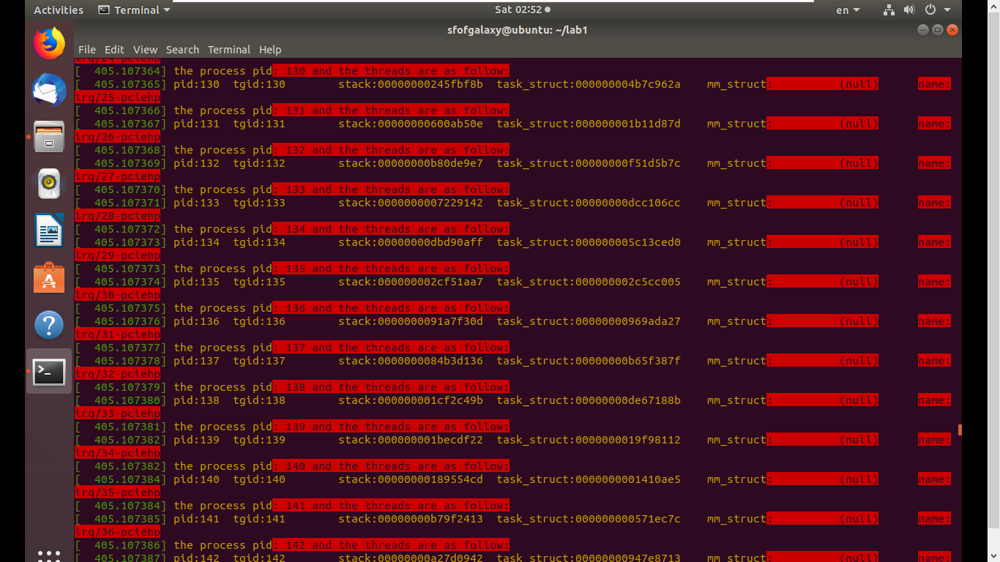 Activities Terminal Sat 02:52 en
sfofgalaxy@ubuntu: ~/lab1
File Edit View Search Terminal Help
irq/24-pciehp
[  405.107364] the process pid: 130 and the threads are as follow:
[  405.107365] pid:130  tgid:130        stack:00000000245fbf8b  task_struct:000000004b7c962a    mm_struct:          (null)      name:
irq/25-pciehp
[  405.107366] the process pid: 131 and the threads are as follow:
[  405.107367] pid:131  tgid:131        stack:00000000600ab50e  task_struct:000000001b11d87d    mm_struct:          (null)      name:
irq/26-pciehp
[  405.107368] the process pid: 132 and the threads are as follow:
[  405.107369] pid:132  tgid:132        stack:00000000b80de9e7  task_struct:00000000f51d5b7c    mm_struct:          (null)      name:
irq/27-pciehp
[  405.107370] the process pid: 133 and the threads are as follow:
[  405.107371] pid:133  tgid:133        stack:0000000007229142  task_struct:00000000dcc106cc    mm_struct:          (null)      name:
irq/28-pciehp
[  405.107372] the process pid: 134 and the threads are as follow:
[  405.107373] pid:134  tgid:134        stack:00000000dbd90aff  task_struct:000000005c13ced0    mm_struct:          (null)      name:
irq/29-pciehp
[  405.107373] the process pid: 135 and the threads are as follow:
[  405.107374] pid:135  tgid:135        stack:000000002cf51aa7  task_struct:000000002c5cc005    mm_struct:          (null)      name:
irq/30-pciehp
[  405.107375] the process pid: 136 and the threads are as follow:
[  405.107376] pid:136  tgid:136        stack:0000000091a7f30d  task_struct:00000000969ada27    mm_struct:          (null)      name:
irq/31-pciehp
[  405.107377] the process pid: 137 and the threads are as follow:
[  405.107378] pid:137  tgid:137        stack:0000000084b3d136  task_struct:00000000b65f387f    mm_struct:          (null)      name:
irq/32-pciehp
[  405.107379] the process pid: 138 and the threads are as follow:
[  405.107380] pid:138  tgid:138        stack:000000001cf2c49b  task_struct:00000000de67188b    mm_struct:          (null)      name:
irq/33-pciehp
[  405.107381] the process pid: 139 and the threads are as follow:
[  405.107382] pid:139  tgid:139        stack:000000001becdf22  task_struct:0000000019f98112    mm_struct:          (null)      name:
irq/34-pciehp
[  405.107382] the process pid: 140 and the threads are as follow:
[  405.107384] pid:140  tgid:140        stack:00000000189554cd  task_struct:0000000001410ae5    mm_struct:          (null)      name:
irq/35-pciehp
[  405.107384] the process pid: 141 and the threads are as follow:
[  405.107385] pid:141  tgid:141        stack:00000000b79f2413  task_struct:000000000571ec7c    mm_struct:          (null)      name:
irq/36-pciehp
[  405.107386] the process pid: 142 and the threads are as follow:
[  405.107387] pid:142  tgid:142        stack:00000000a27d0942  task_struct:00000000947e8713    mm_struct:          (null)      name: